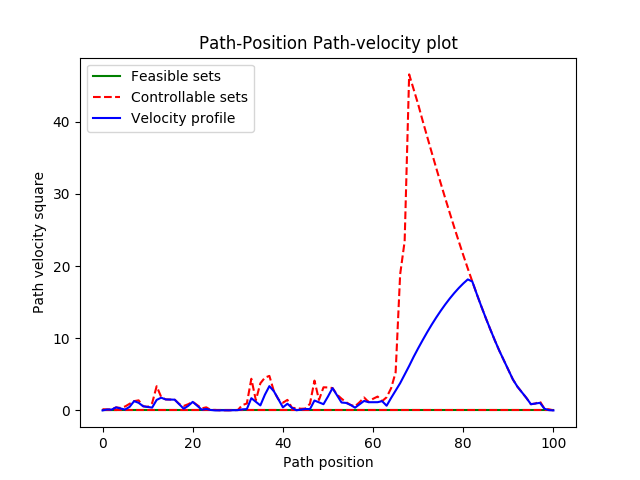 Path-Position Path-velocity plot
Feasible sets
Controllable sets
Velocity profile
Path velocity square
40
30
20
10
0
0 20 40 60 80 100
Path position